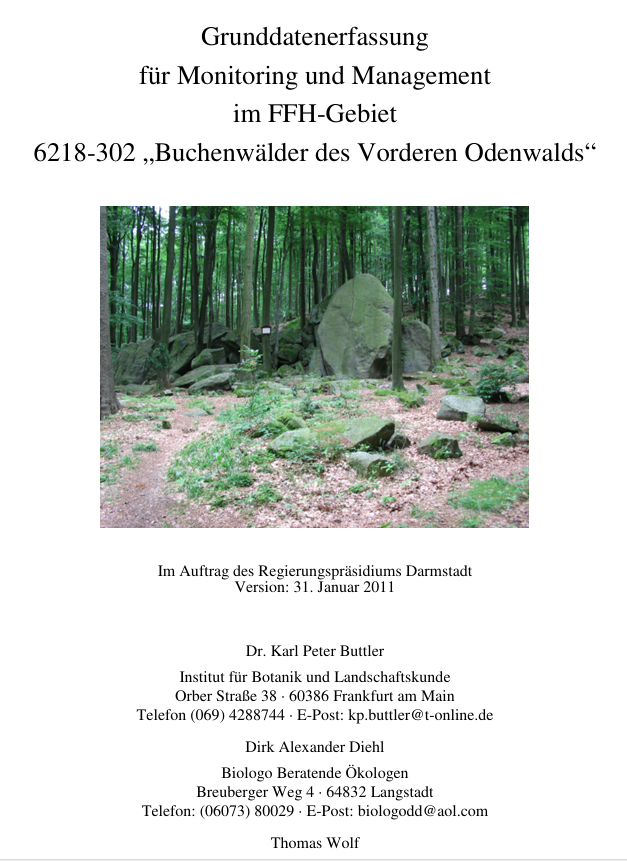 Grunddatenerfassung
für Monitoring und Management
im FFH-Gebiet
6218-302 „Buchenwälder des Vorderen Odenwalds“
Im Auftrag des Regierungspräsidiums Darmstadt
Version: 31. Januar 2011
Dr. Karl Peter Buttler
Institut für Botanik und Landschaftskunde
Orber Straße 38 · 60386 Frankfurt am Main
Telefon (069) 4288744 · E-Post: kp.buttler@t-online.de
Dirk Alexander Diehl
Biologo Beratende Ökologen
Breuberger Weg 4 · 64832 Langstadt
Telefon: (06073) 80029 · E-Post: biologodd@aol.com
Thomas Wolf